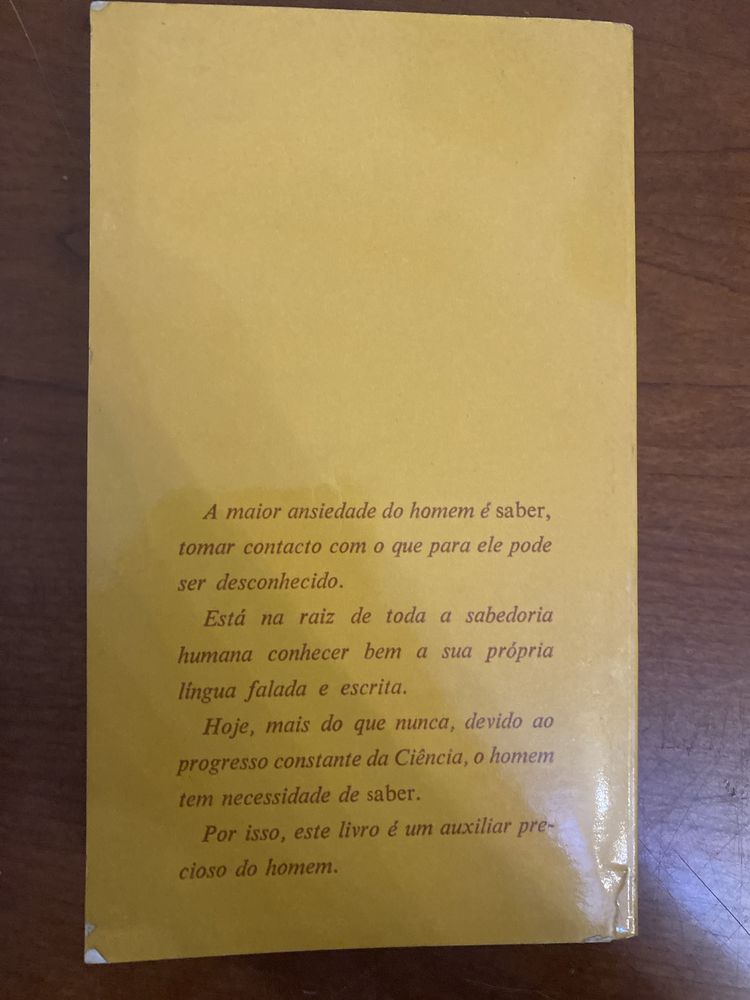 A maior ansiedade do homem é saber,
tomar contacto com o que para ele pode
ser desconhecido.
Está na raiz de toda a sabedoria
humana conhecer bem a sua própria
língua falada e escrita.
Hoje, mais do que nunca, devido ao
progresso constante da Ciência, o homem
tem necessidade de saber.
Por isso, este livro é um auxiliar pre-
cioso do homem.